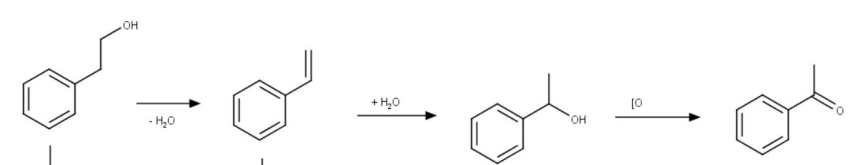 OH
- H₂O
+ H₂O
OH
[O
O